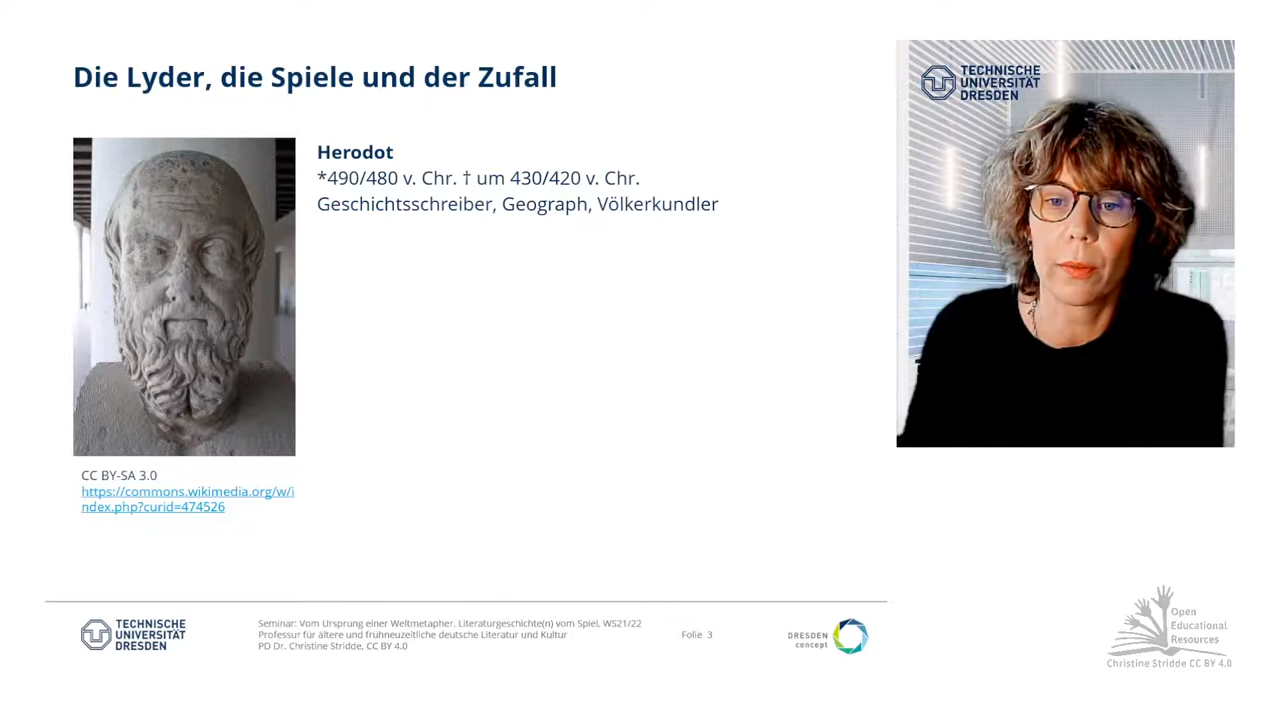 Die Lyder, die Spiele und der Zufall
Herodot
*490/480 v. Chr. † um 430/420 v. Chr.
Geschichtsschreiber, Geograph, Völkerkundler
CC BY-SA 3.0
https://commons.wikimedia.org/w/i
ndex.php?curid=474526
TECHNISCHE
UNIVERSITÄT
DRESDEN
TECHNISCHE
UNIVERSITÄT
DRESDEN
Seminar: Vom Ursprung einer Weltmetapher. Literaturgeschichte(n) vom Spiel, WS21/22
Professur für ältere und frühneuzeitliche deutsche Literatur und Kultur
PD Dr. Christine Stridde, CC BY 4.0
Folie 3
DRESDEN
concept
Open
Educational
Resources
Christine Stridde CC BY 4.0